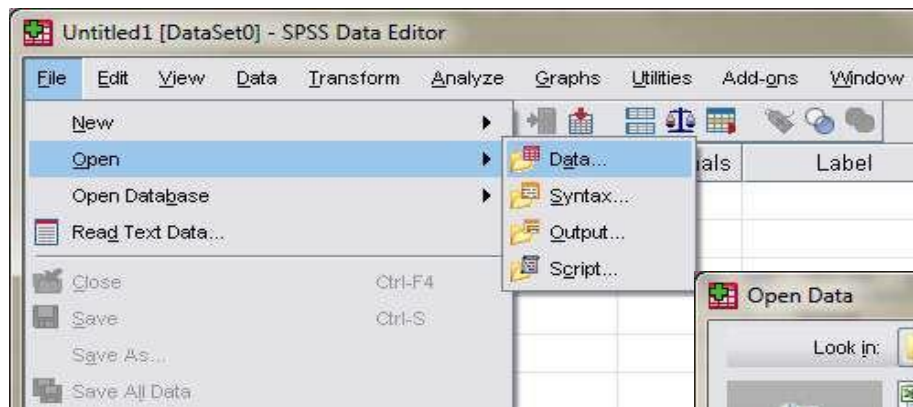 Untitled1 [DataSet0] - SPSS Data Editor
File Edit View Data Transform Analyze Graphs Utilities Add-ons Window
New
Open
Open Database
Read Text Data...
Close Ctrl-F4
Save Ctrl-S
Save As...
Save All Data
Data...
Syntax...
Output...
Script...
als Label
Open Data
Look in: